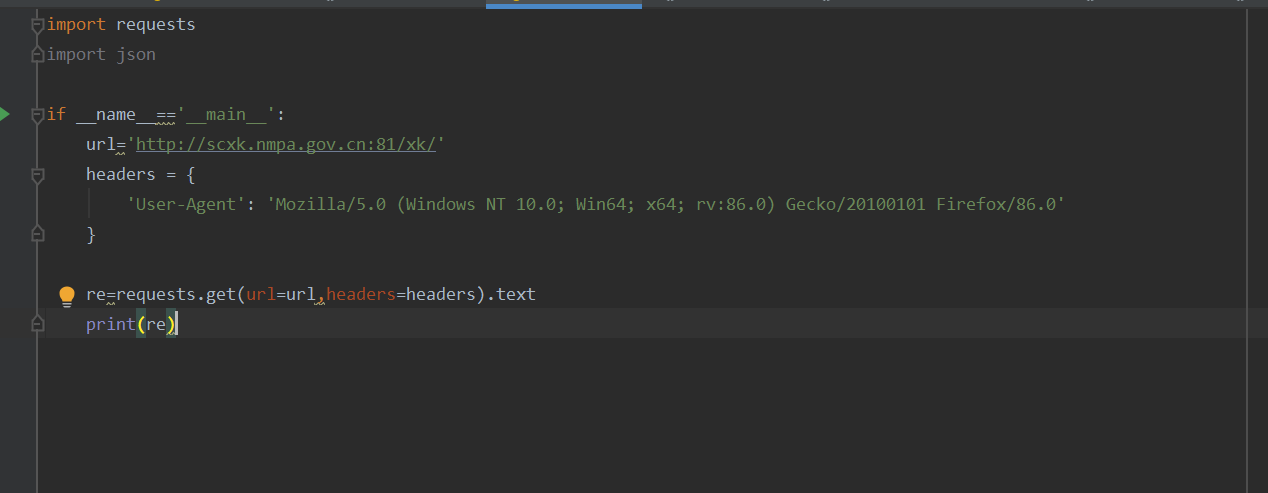 import requests
import json
if __name__=='__main__':
url='http://scxk.nmpa.gov.cn:81/xk/'
headers = {
'User-Agent': 'Mozilla/5.0 (Windows NT 10.0; Win64; x64; rv:86.0) Gecko/20100101 Firefox/86.0'
}
re=requests.get(url=url,headers=headers).text
print(re)